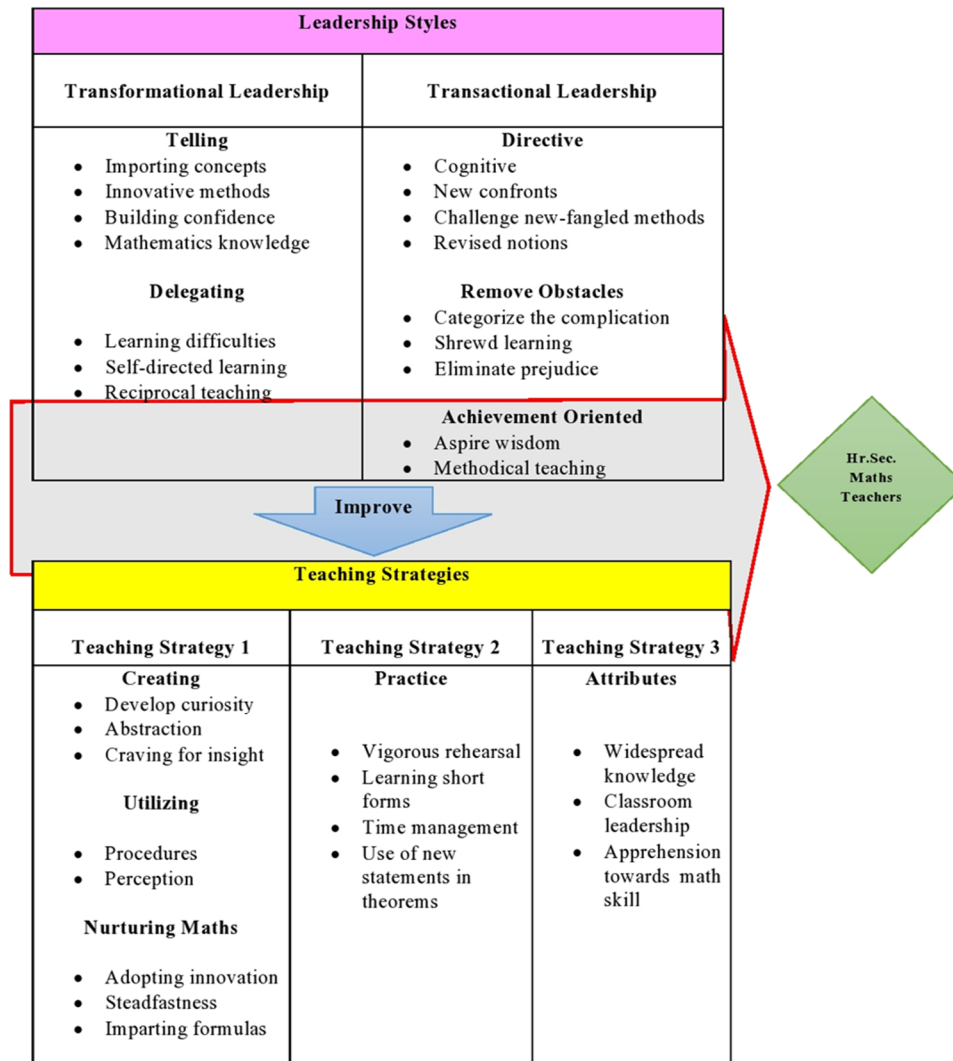 Leadership Styles
Transformational Leadership
Telling
• Importing concepts
• Innovative methods
• Building confidence
• Mathematics knowledge
Delegating
• Learning difficulties
• Self-directed learning
• Reciprocal teaching
Transactional Leadership
Directive
• Cognitive
• New confronts
• Challenge new-fangled methods
• Revised notions
Remove Obstacles
• Categorize the complication
• Shrewd learning
• Eliminate prejudice
Achievement Oriented
• Aspire wisdom
• Methodical teaching
Hr.Sec.
Maths
Teachers
Improve
Teaching Strategies
Teaching Strategy 1
Creating
• Develop curiosity
• Abstraction
• Craving for insight
Utilizing
• Procedures
• Perception
Nurturing Maths
• Adopting innovation
• Steadfastness
• Imparting formulas
Teaching Strategy 2
Practice
• Vigorous rehearsal
• Learning short
forms
• Time management
• Use of new
statements in
theorems
Teaching Strategy 3
Attributes
• Widespread
knowledge
• Classroom
leadership
• Apprehension
towards math
skill